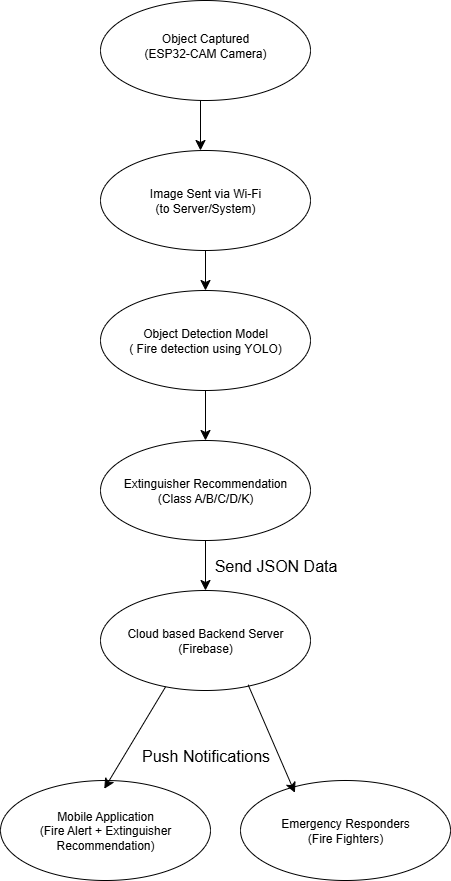 Object Captured
(ESP32-CAM Camera)
Image Sent via Wi-Fi
(to Server/System)
Object Detection Model
( Fire detection using YOLO)
Extinguisher Recommendation
(Class A/B/C/D/K)
Send JSON Data
Cloud based Backend Server
(Firebase)
Push Notifications
Mobile Application
(Fire Alert + Extinguisher
Recommendation)
Emergency Responders
(Fire Fighters)